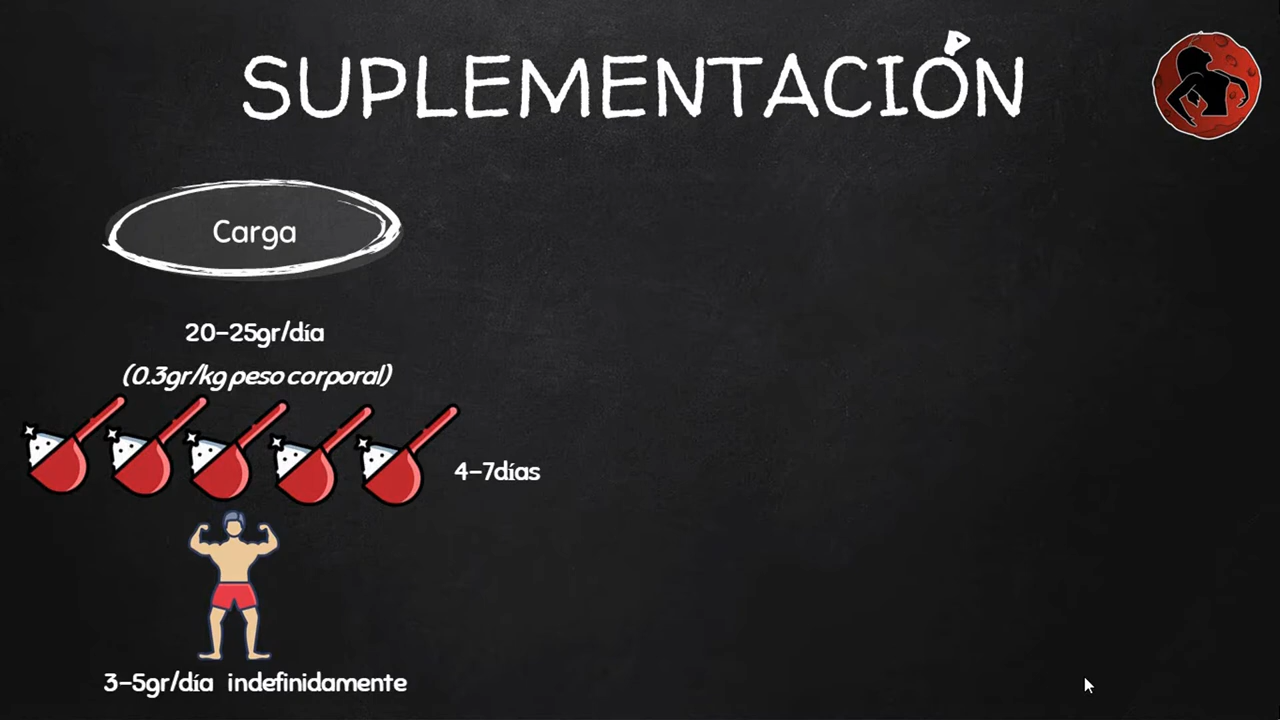 SUPLEMENTACIÓN
Carga
20-25gr/día
(0.3gr/kg peso corporal)
4-7días
3-5gr/día indefinidamente